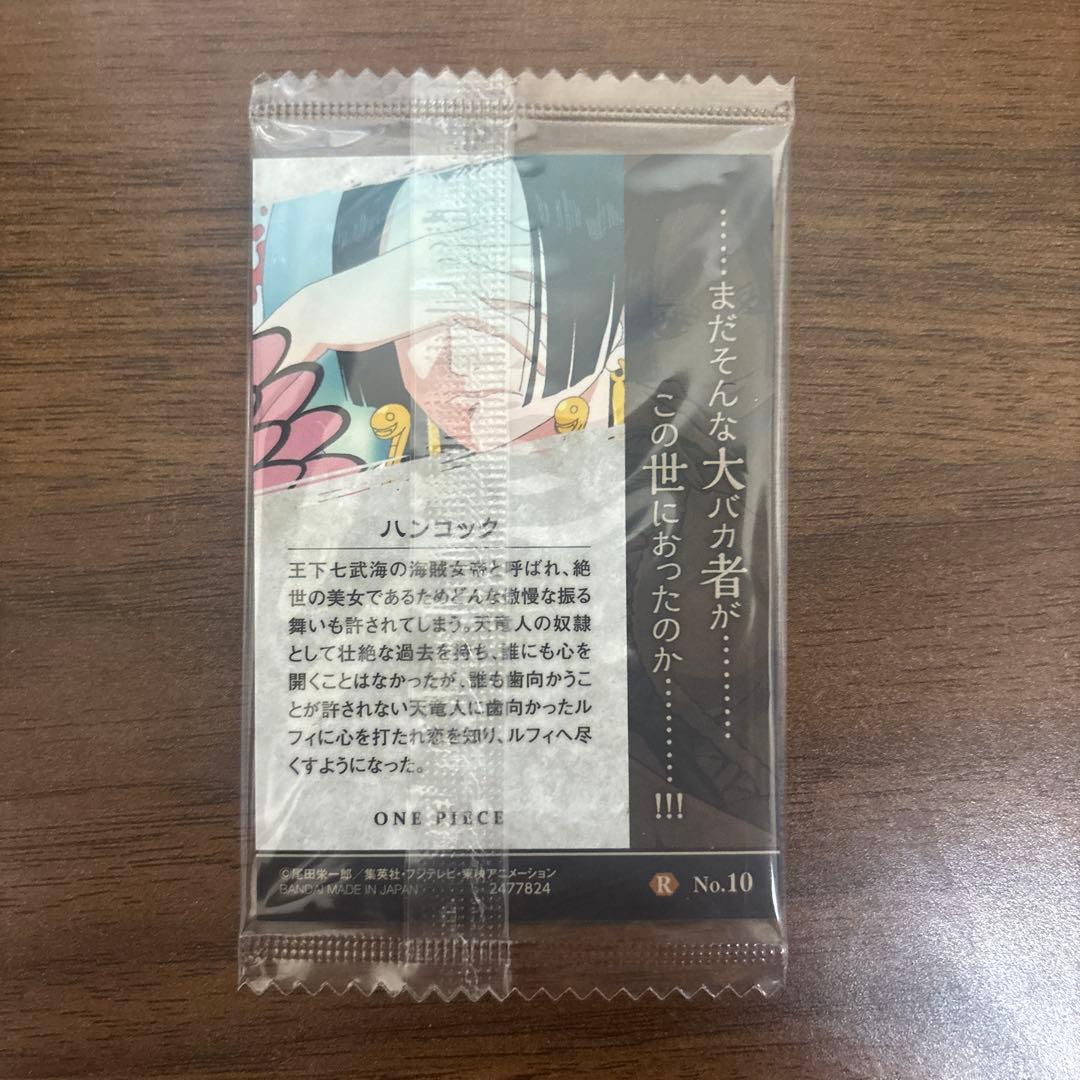 ……まだそんな大バカ者が………
この世におったのか…………!!!
ハンコック
王下七武海の海賊女帝と呼ばれ、絶
世の美女であるためどんな傲慢な振る
舞いも許されてしまう。天竜人の奴隷
として壮絶な過去を持ち、誰にも心を
開くことはなかったが、誰も歯向かうこ
とが許されない天竜人に歯向かったル
フィに心を打たれ恋を知り、ルフィへ尽
くすようになった。
ONE PIECE
©尾田栄一郎／集英社・フジテレビ・東映アニメーション
BANDAI MADE IN JAPAN
2477824
R No.10